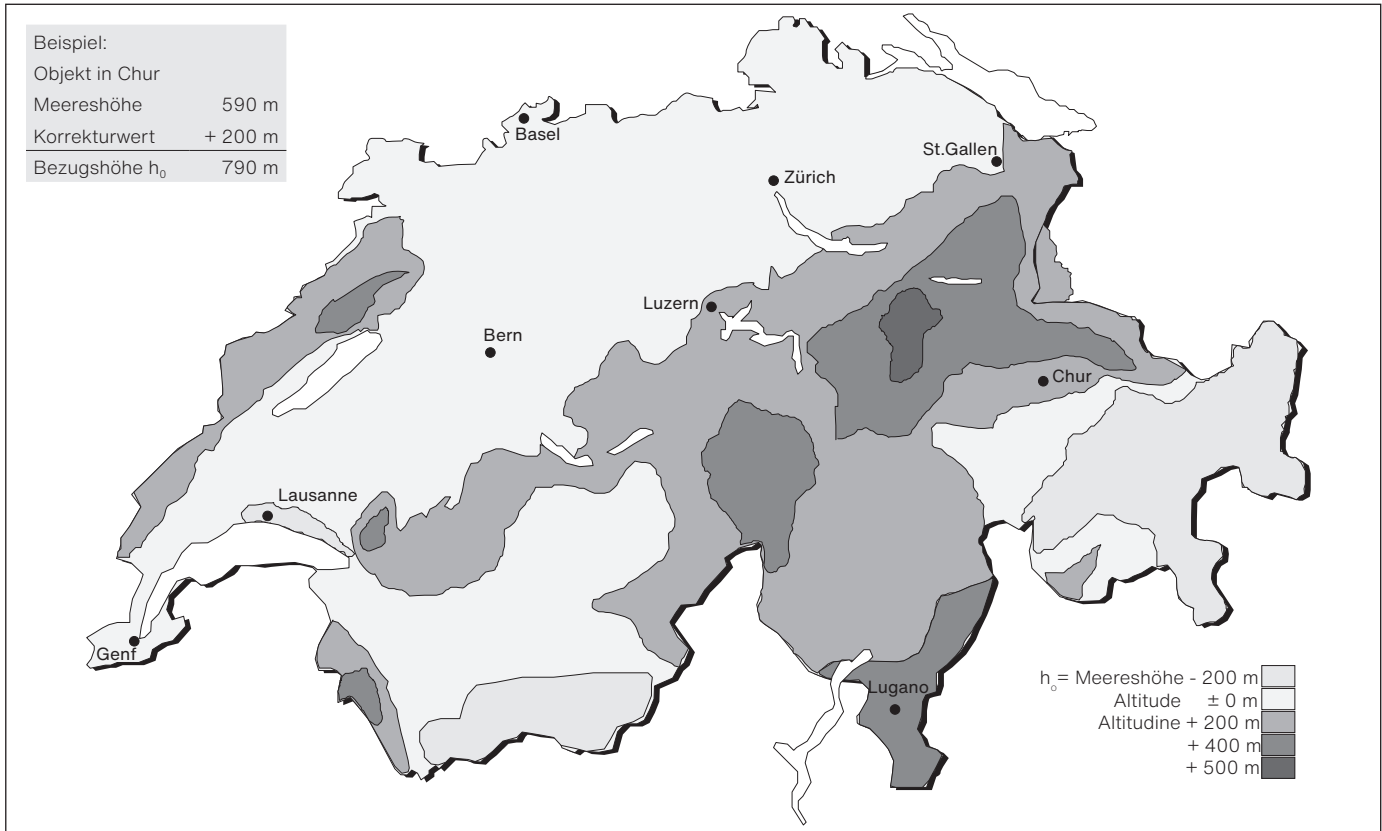 Beispiel:
Objekt in Chur
Meereshöhe 590 m
Korrekturwert + 200 m
Bezugshöhe h₀ 790 m
Basel
St.Gallen
Zürich
Luzern
Bern
Chur
Lausanne
Genf
Lugano
h₀= Meereshöhe - 200 m
Altitude ± 0 m
Altitudine + 200 m
+ 400 m
+ 500 m